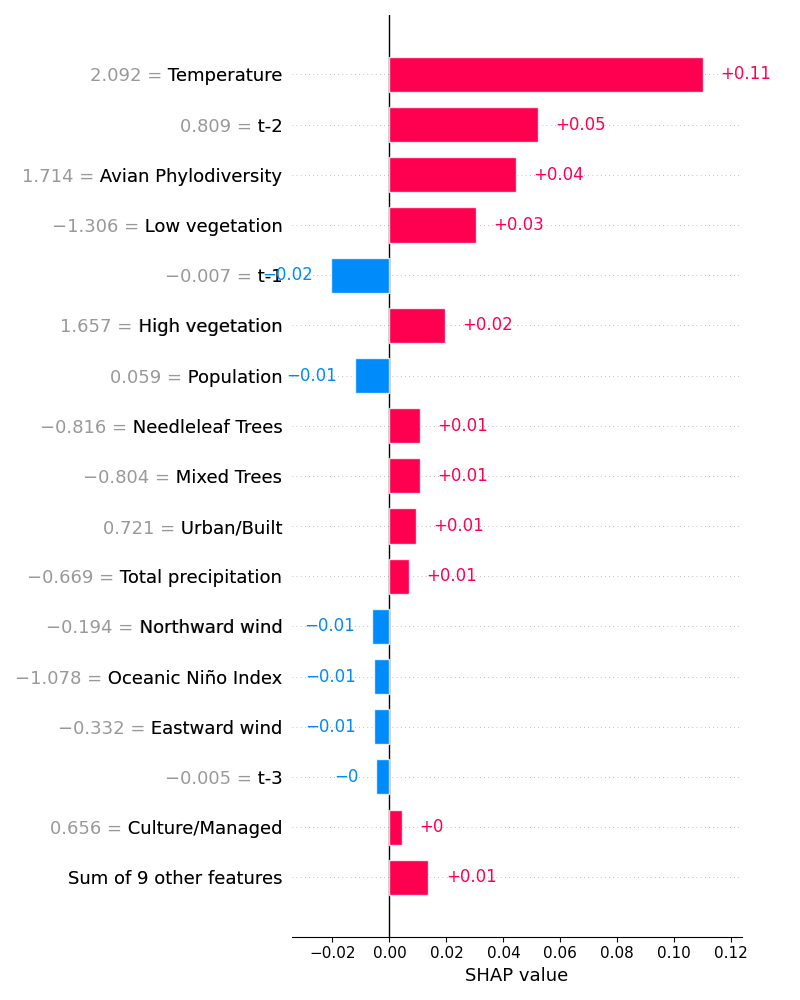 2.092 = Temperature +0.11
0.809 = t-2 +0.05
1.714 = Avian Phylodiversity +0.04
−1.306 = Low vegetation +0.03
−0.007 = t-1 −0.02
1.657 = High vegetation +0.02
0.059 = Population −0.01
−0.816 = Needleleaf Trees +0.01
−0.804 = Mixed Trees +0.01
0.721 = Urban/Built +0.01
−0.669 = Total precipitation +0.01
−0.194 = Northward wind −0.01
−1.078 = Oceanic Niño Index −0.01
−0.332 = Eastward wind −0.01
−0.005 = t-3 −0
0.656 = Culture/Managed +0
Sum of 9 other features +0.01
−0.02 0.00 0.02 0.04 0.06 0.08 0.10 0.12
SHAP value